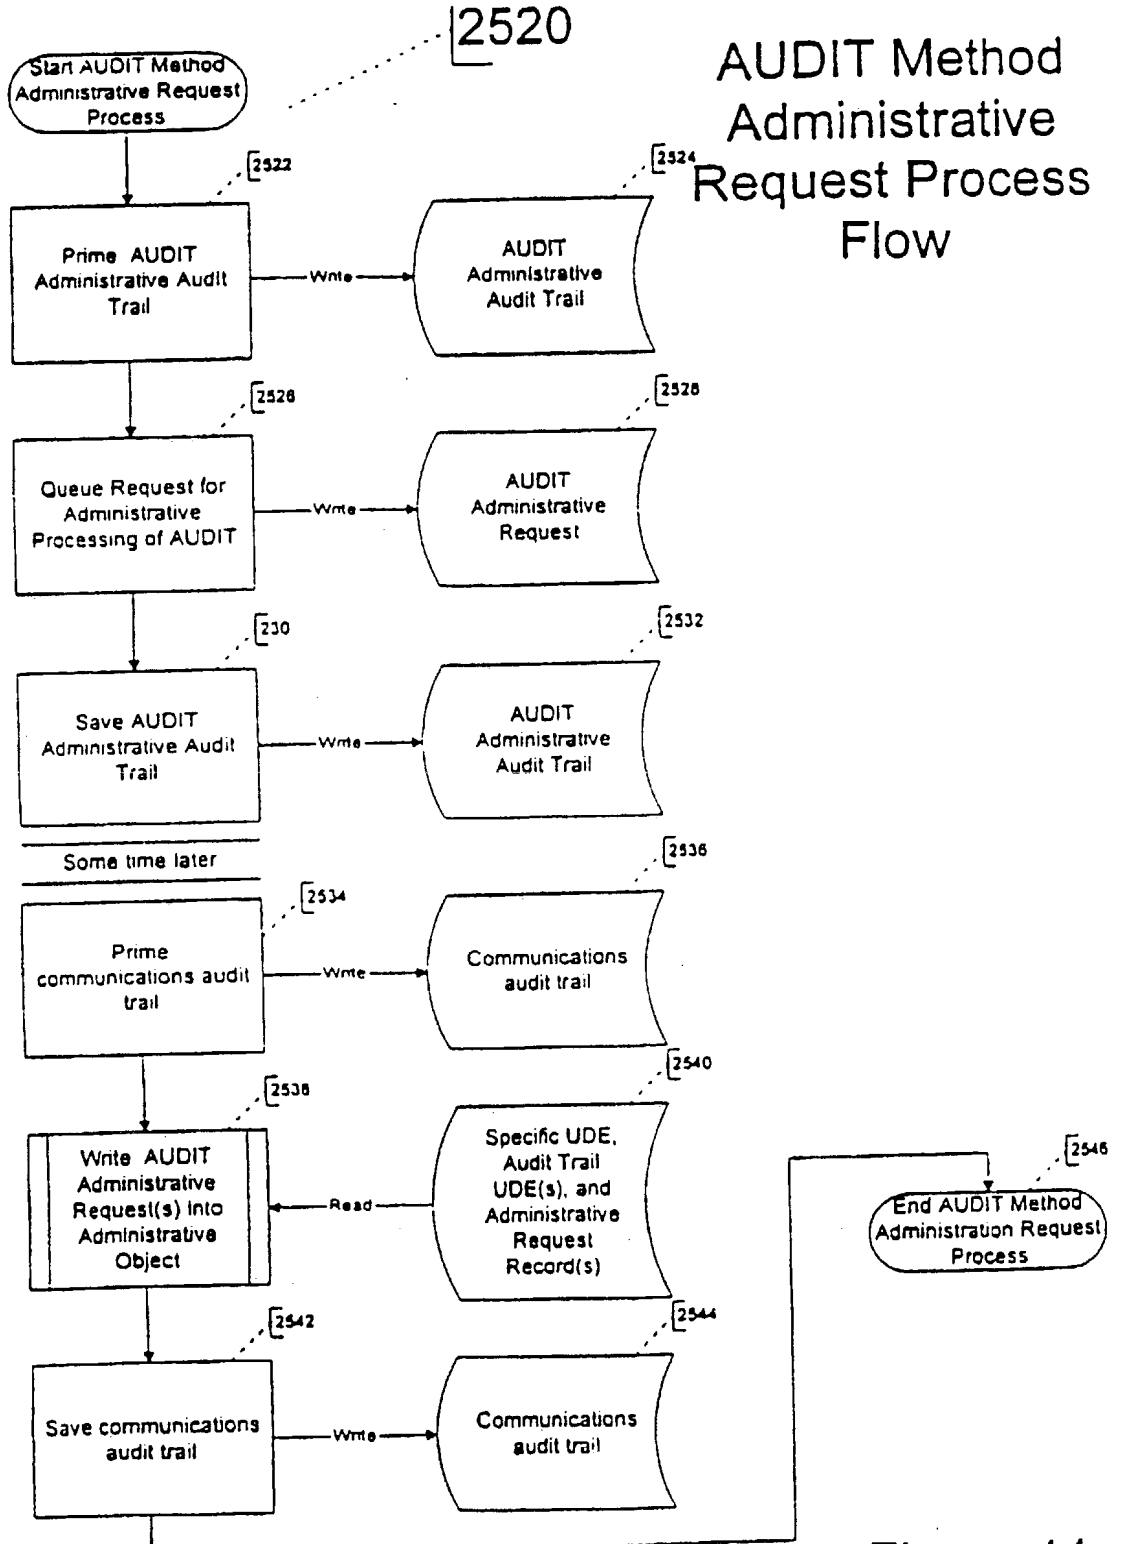 2520
AUDIT Method
Administrative
Request Process
Flow
Start AUDIT Method
Administrative Request
Process
2522
2524
Prime AUDIT
Administrative Audit
Trail
Write
AUDIT
Administrative
Audit Trail
2526
2528
Queue Request for
Administrative
Processing of AUDIT
Write
AUDIT
Administrative
Request
230
2532
Save AUDIT
Administrative Audit
Trail
Write
AUDIT
Administrative
Audit Trail
Some time later
2534
2536
Prime
communications audit
trail
Write
Communications
audit trail
2538
2540
Write AUDIT
Administrative
Request(s) Into
Administrative
Object
Read
Specific UDE,
Audit Trail
UDE(s), and
Administrative
Request
Record(s)
2546
End AUDIT Method
Administration Request
Process
2542
2544
Save communications
audit trail
Write
Communications
audit trail